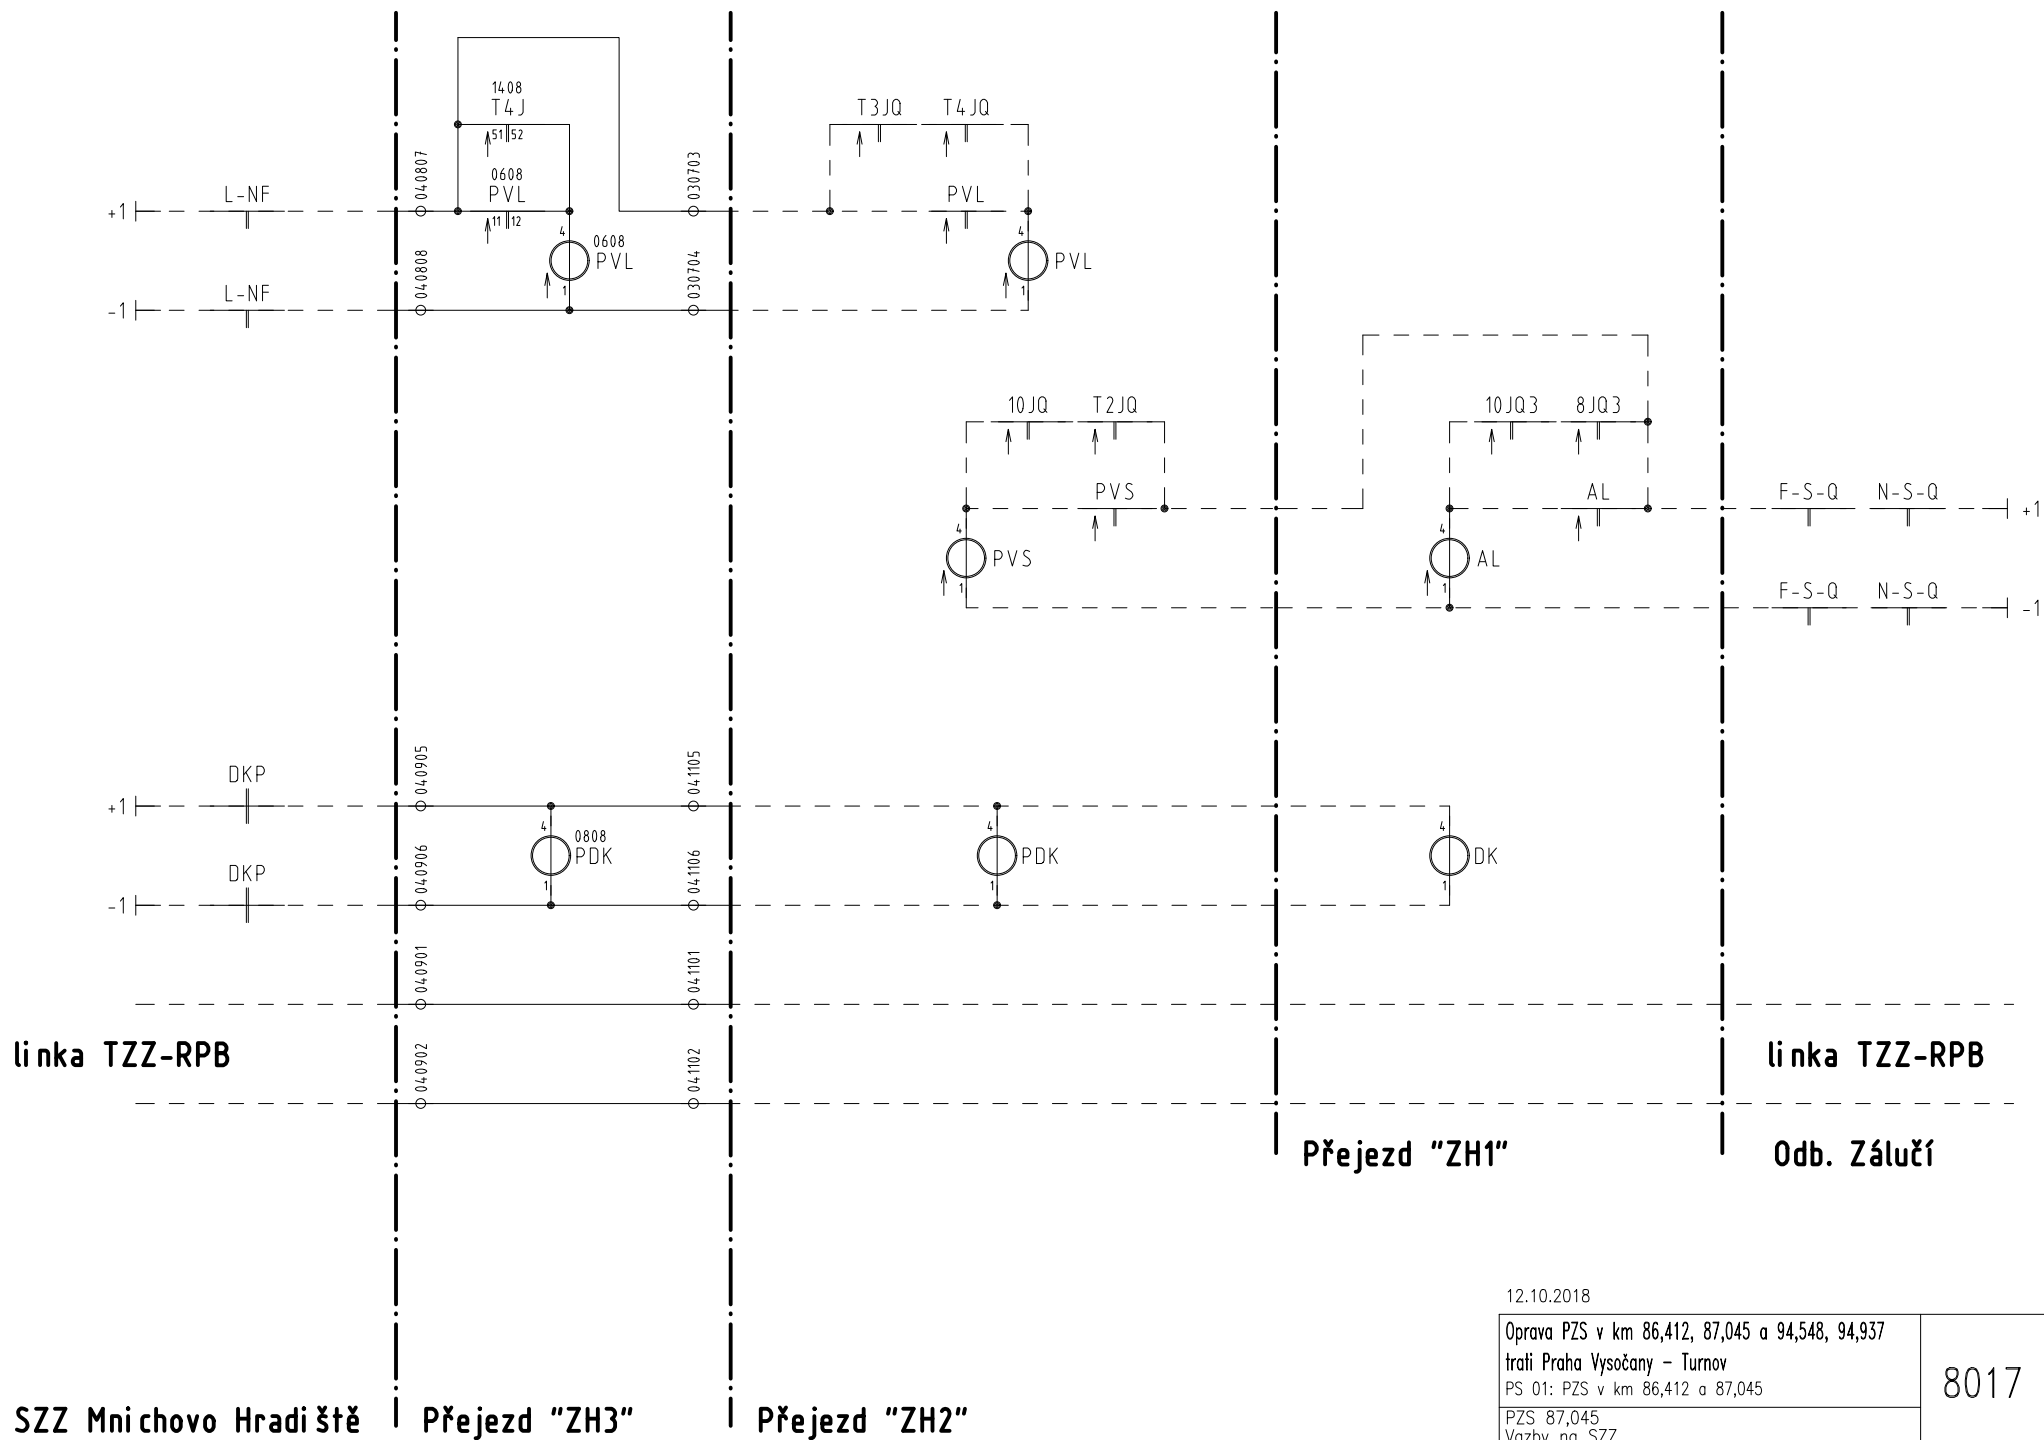 1408
T4J
51 52
0608
PVL
11 12
4
0608
PVL
1
040807
040808
030703
030704
+1
L-NF
-1
L-NF
T3JQ T4JQ
PVL
4
PVL
1
10JQ T2JQ
PVS
4
PVS
1
10JQ3 8JQ3
AL
4
AL
1
F-S-Q N-S-Q
+1
F-S-Q N-S-Q
-1
+1
DKP
-1
DKP
040905
040906
041105
041106
4
0808
PDK
1
4
PDK
1
4
DK
1
040901
041101
040902
041102
linka TZZ-RPB
linka TZZ-RPB
Přejezd "ZH1"
Odb. Zálučí
SZZ Mnichovo Hradiště
Přejezd "ZH3"
Přejezd "ZH2"
12.10.2018
Oprava PZS v km 86,412, 87,045 a 94,548, 94,937
trati Praha Vysočany - Turnov
PS 01: PZS v km 86,412 a 87,045
8017
PZS 87,045
Vazby na SZZ